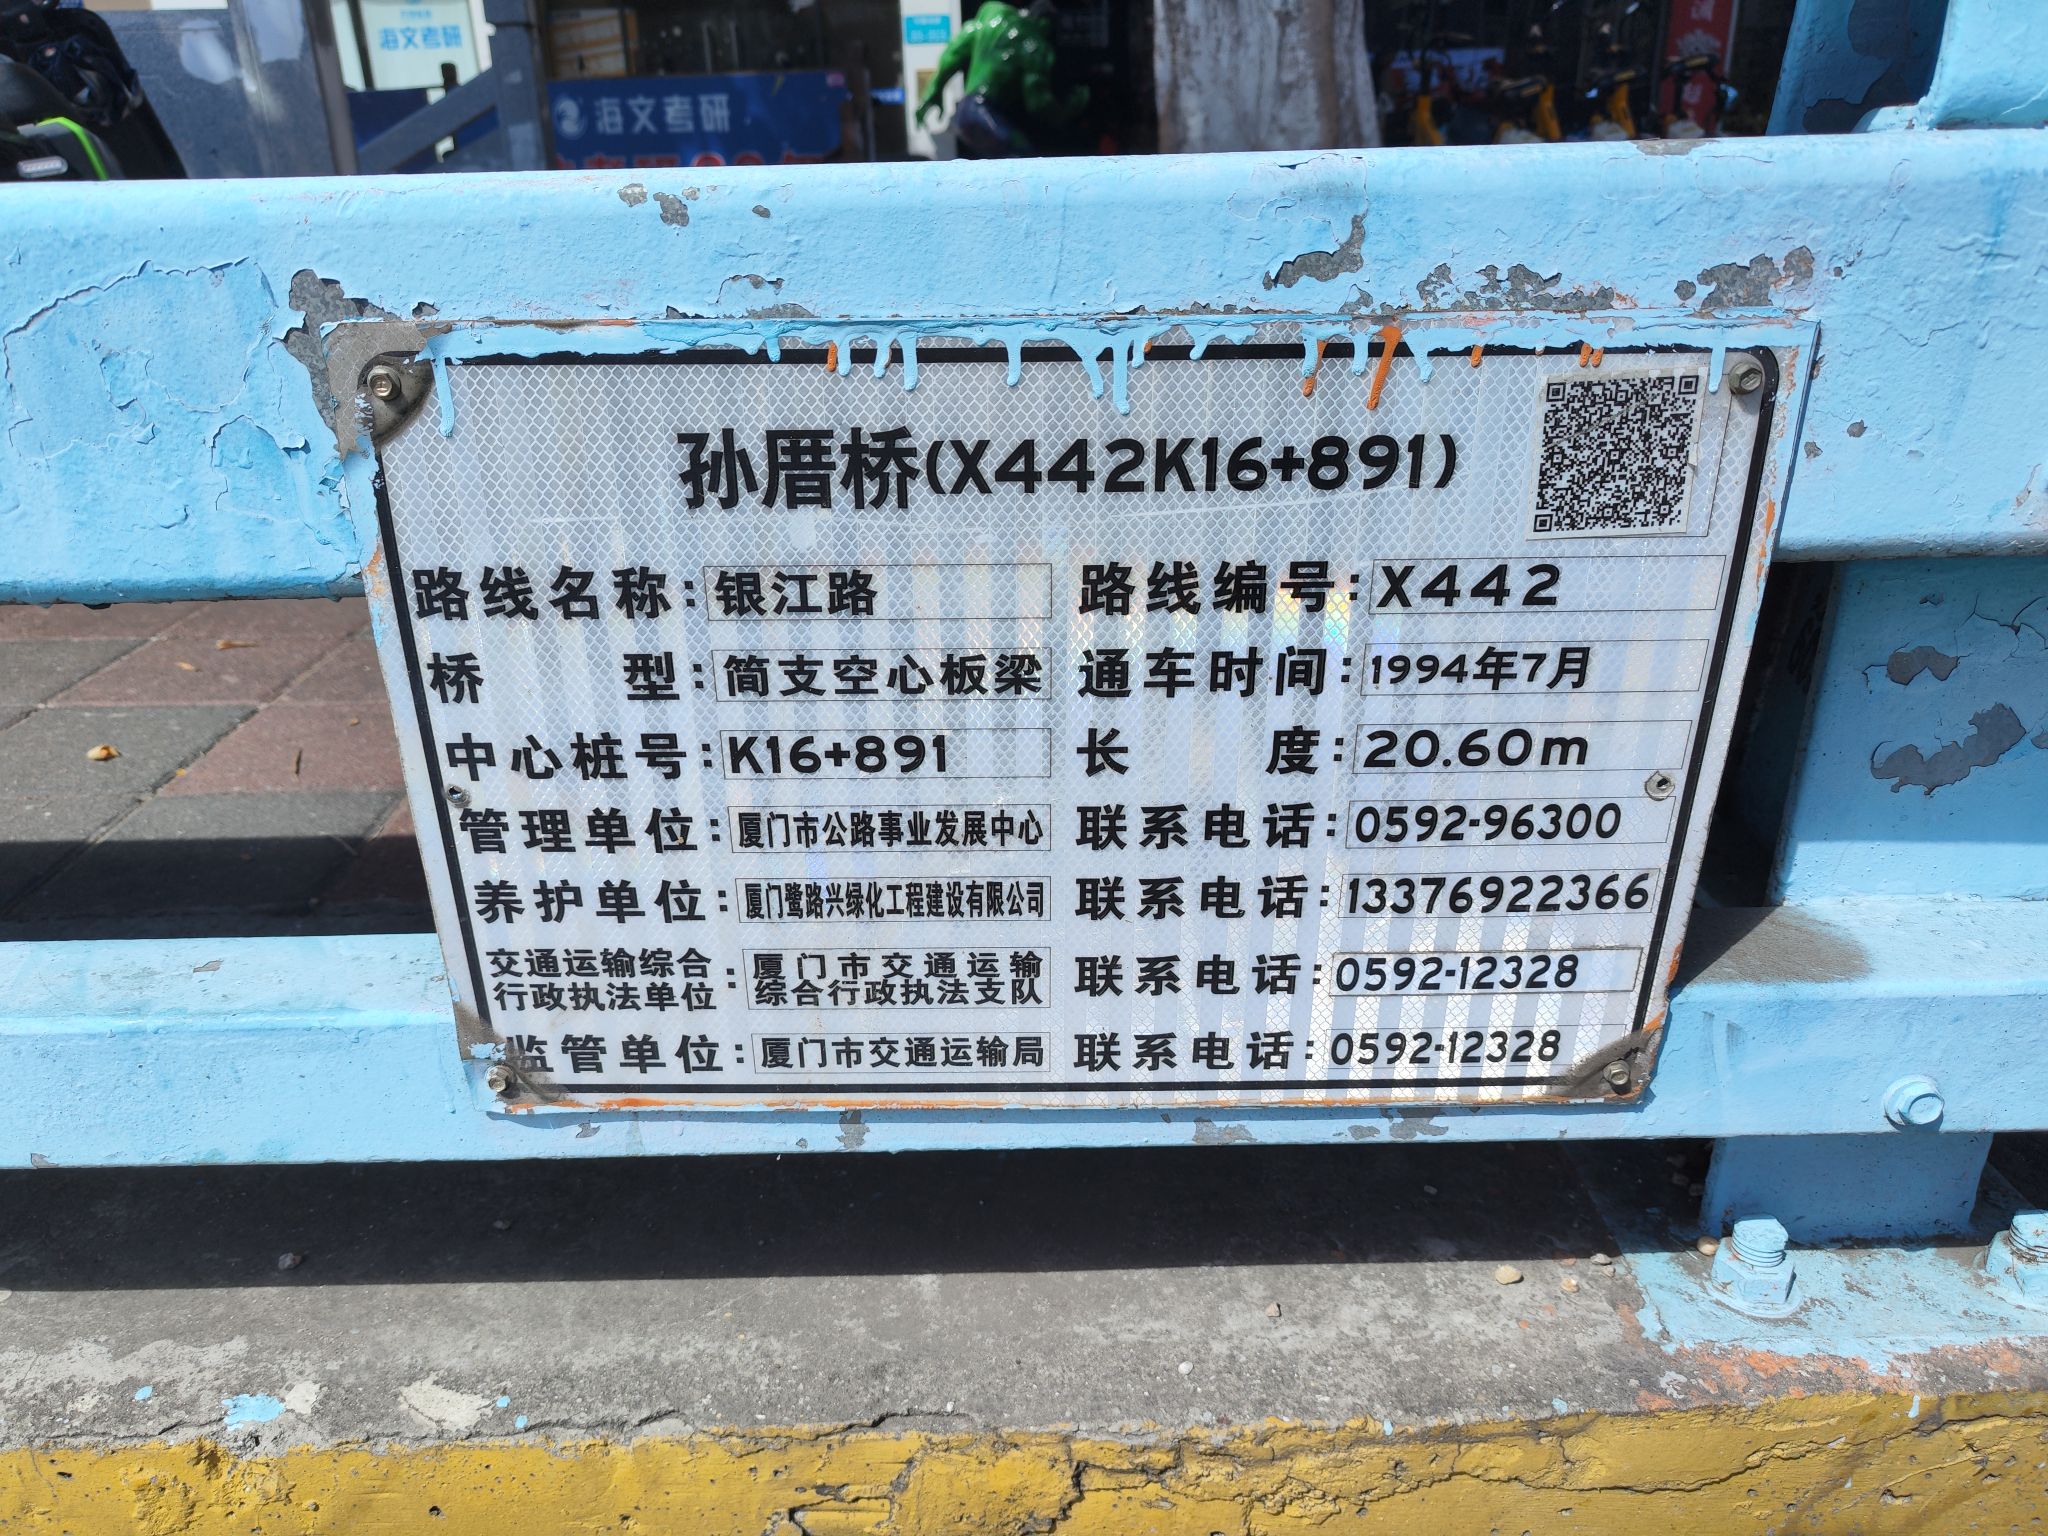 海文考研
海文考研
孙厝桥(X442K16+891)
路线名称: 银江路 路线编号: X442
桥型: 简支空心板梁 通车时间: 1994年7月
中心桩号: K16+891 长度: 20.60m
管理单位: 厦门市公路事业发展中心 联系电话: 0592-96300
养护单位: 厦门鹭路兴绿化工程建设有限公司 联系电话: 13376922366
交通运输综合行政执法单位: 厦门市交通运输综合行政执法支队 联系电话: 0592-12328
监管单位: 厦门市交通运输局 联系电话: 0592-12328